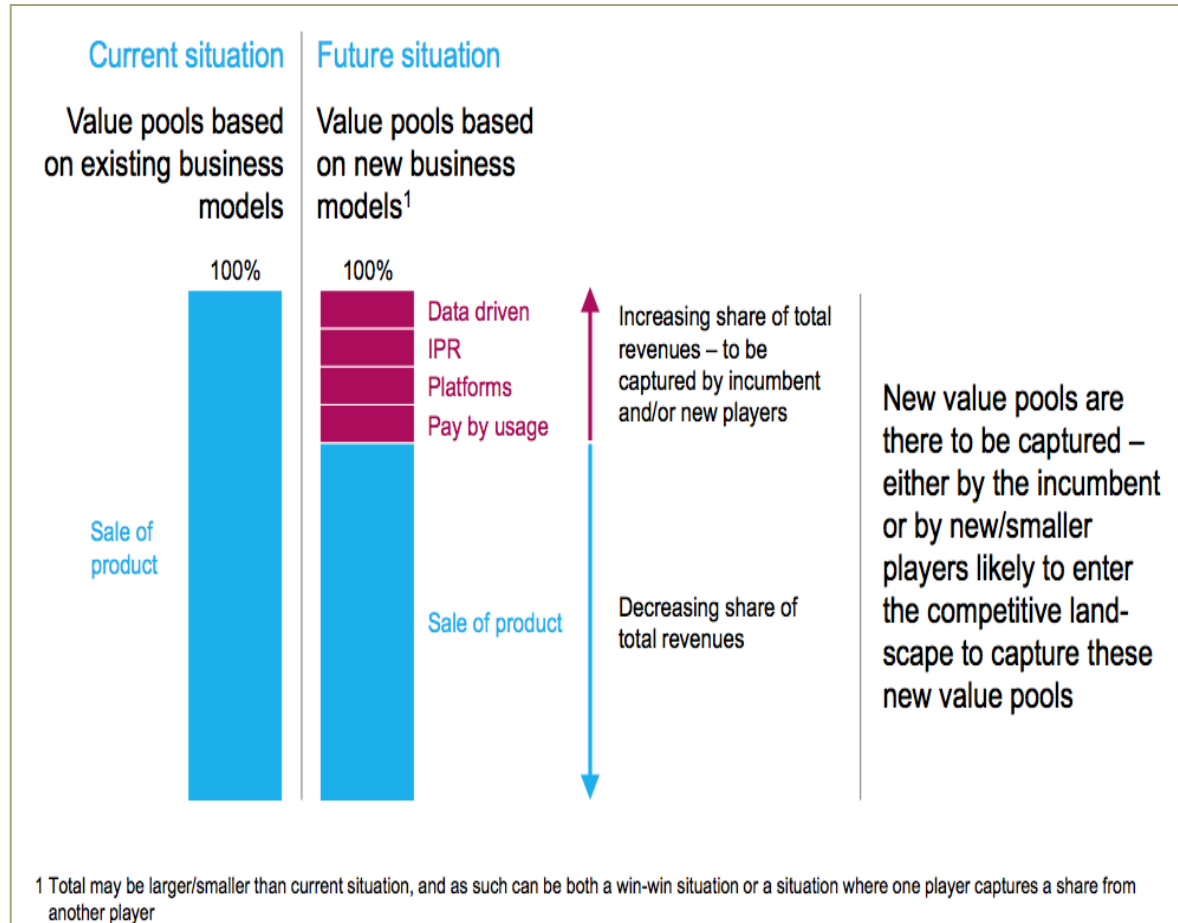 Current situation
Future situation
Value pools based
on existing business
models
Value pools based
on new business
models1
100%
100%
Sale of
product
Data driven
IPR
Platforms
Pay by usage
Sale of product
Increasing share of total
revenues – to be
captured by incumbent
and/or new players
Decreasing share of
total revenues
New value pools are
there to be captured –
either by the incumbent
or by new/smaller
players likely to enter
the competitive land-
scape to capture these
new value pools
1 Total may be larger/smaller than current situation, and as such can be both a win-win situation or a situation where one player captures a share from
another player